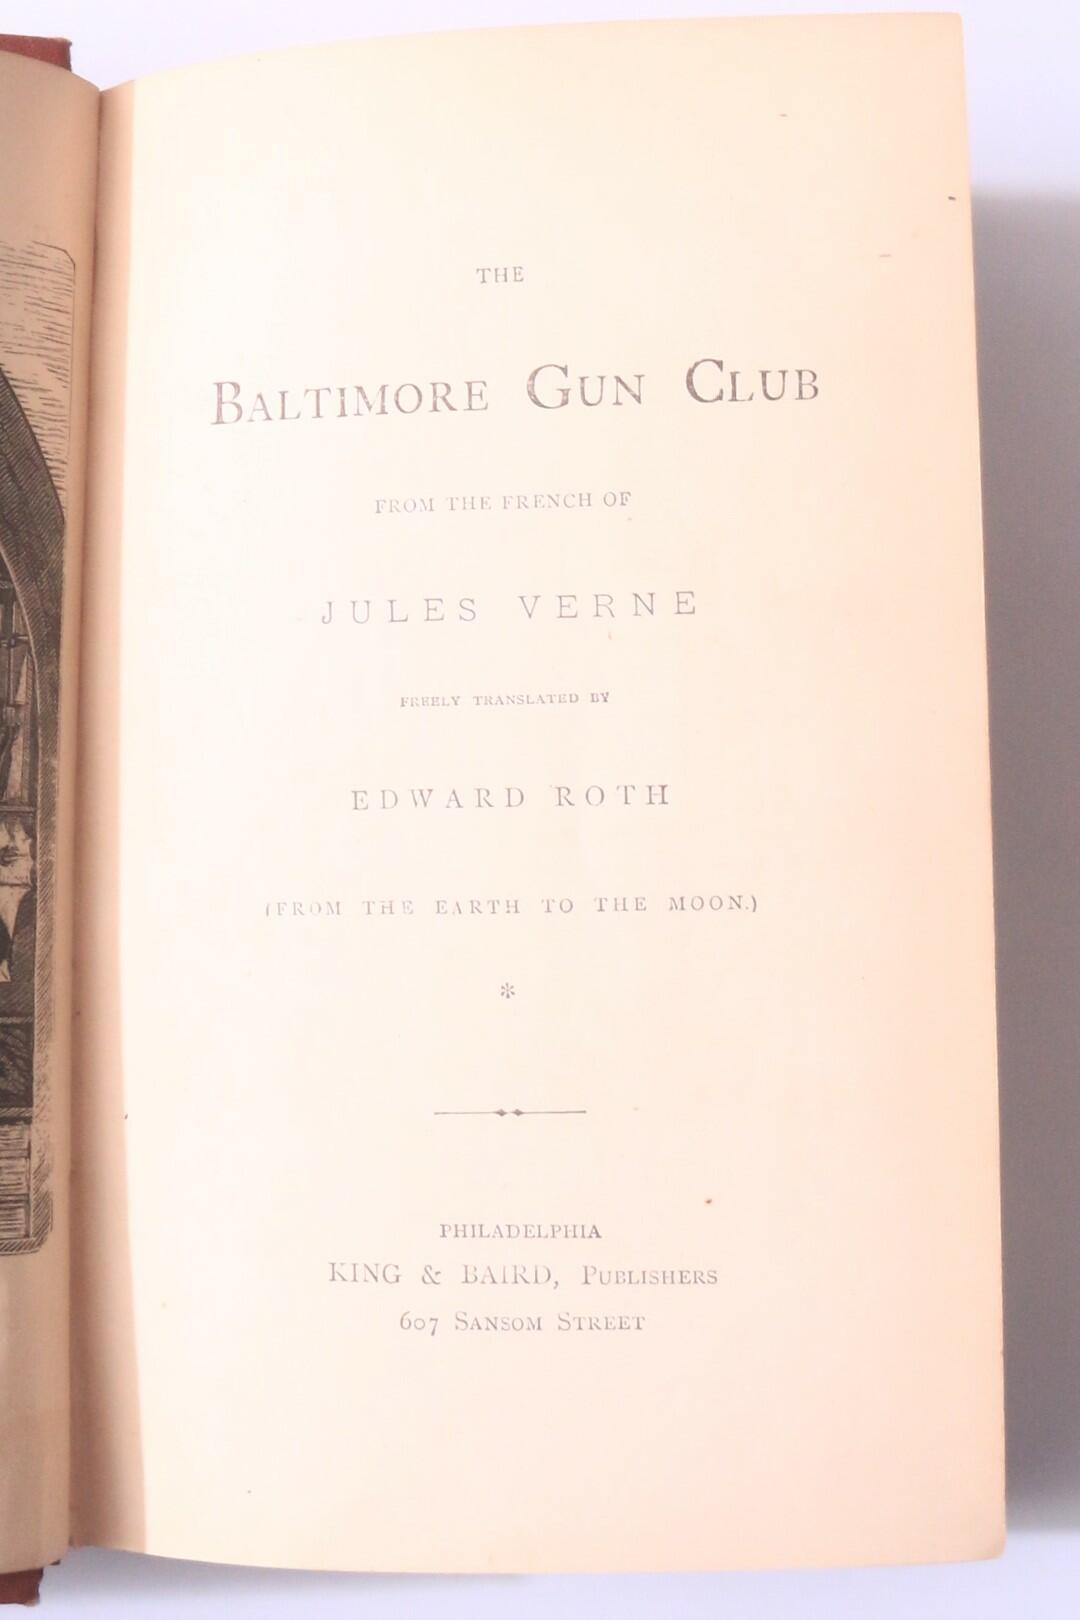 THE
BALTIMORE GUN CLUB
FROM THE FRENCH OF
JULES VERNE
FREELY TRANSLATED BY
EDWARD ROTH
(FROM THE EARTH TO THE MOON.)
*
PHILADELPHIA
KING & BAIRD, PUBLISHERS
607 SANSOM STREET